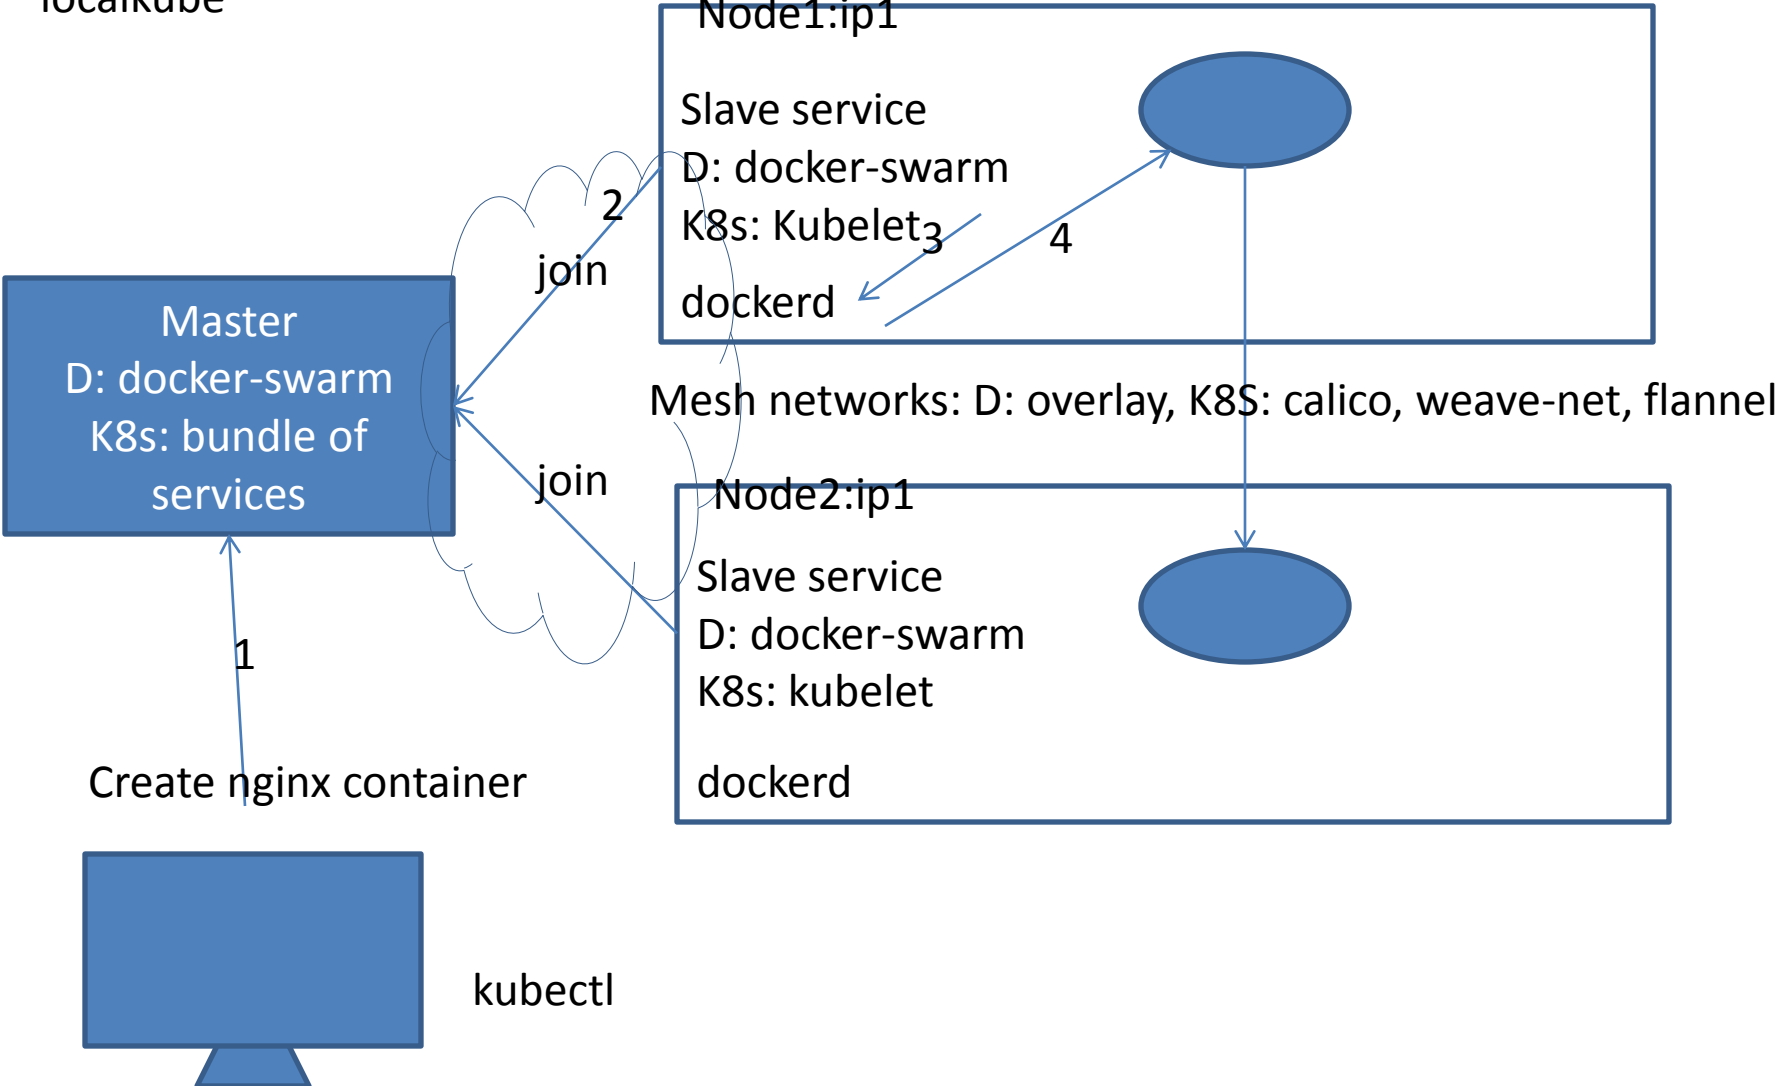 localkube
Node1:ip1
Slave service
D: docker-swarm
K8s: Kubelet
dockerd
2
3
4
join
Master
D: docker-swarm
K8s: bundle of
services
Mesh networks: D: overlay, K8S: calico, weave-net, flannel
join
Node2:ip1
Slave service
D: docker-swarm
K8s: kubelet
dockerd
1
Create nginx container
kubectl